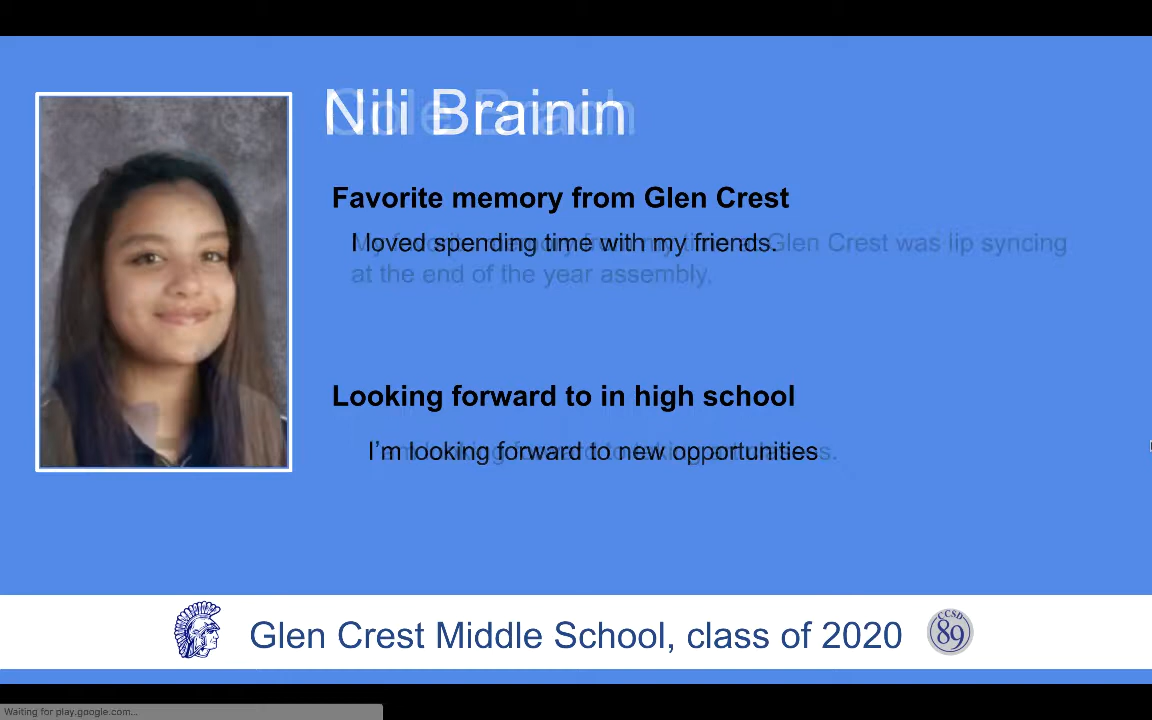 Nili Brainin
Favorite memory from Glen Crest
I loved spending time with my friends.
Glen Crest was lip syncing
at the end of the year assembly.
Looking forward to in high school
I’m looking forward to new opportunities
Glen Crest Middle School, class of 2020
CCSD
89
Waiting for play.google.com...